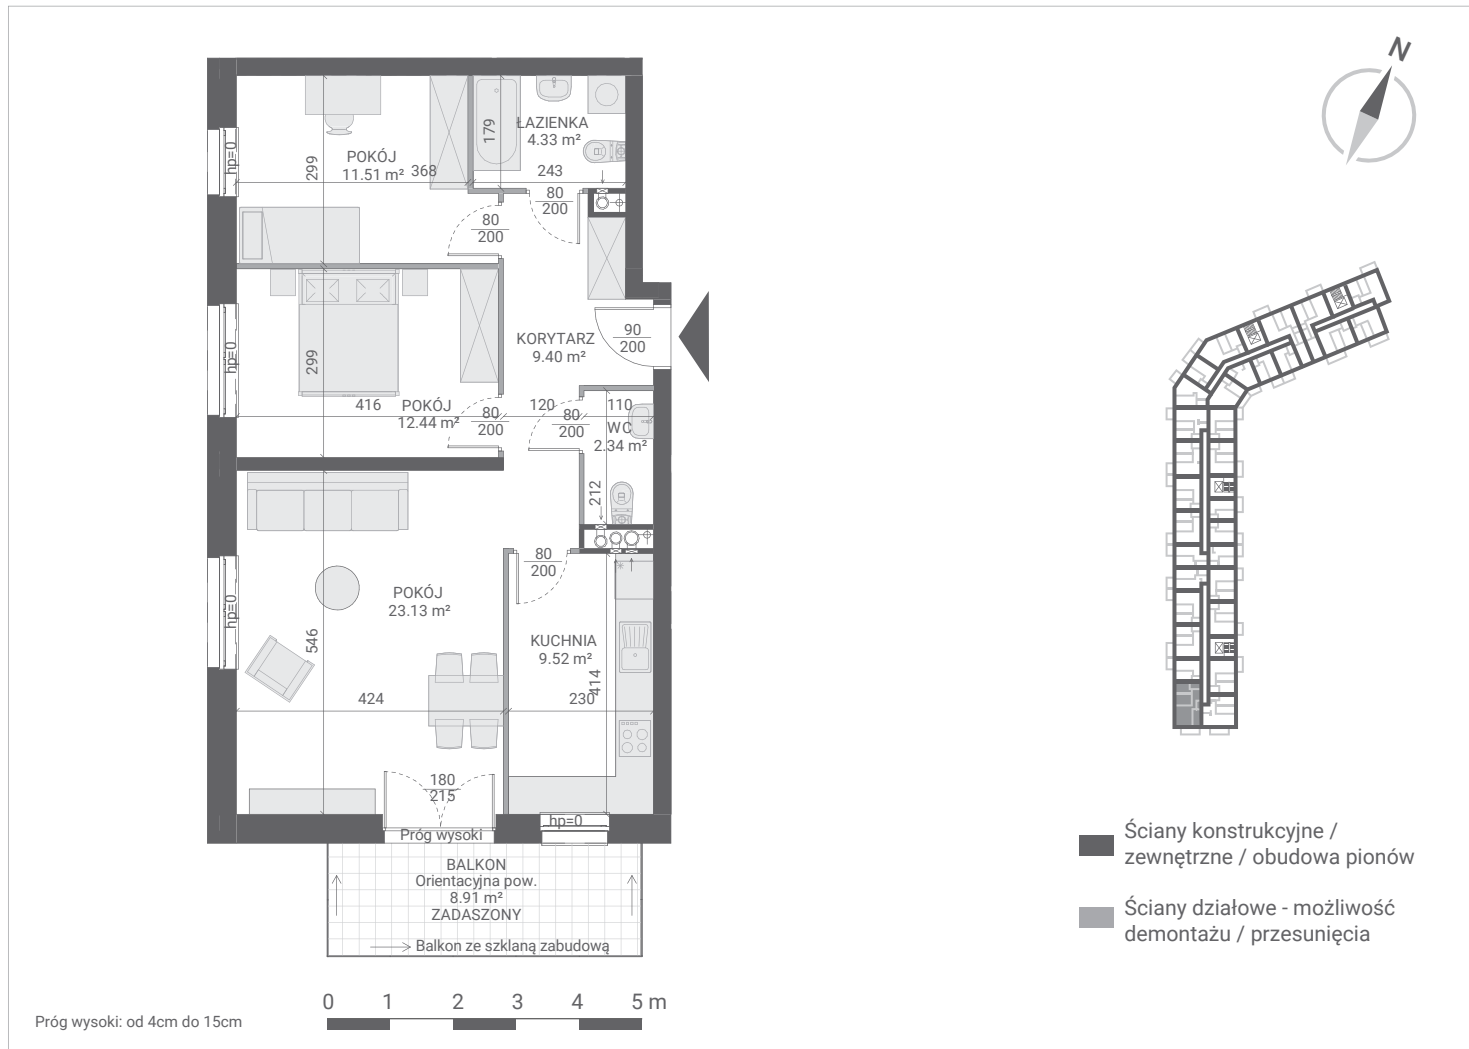 N
ŁAZIENKA
4.33 m²
179
243
POKÓJ
11.51 m²
368
299
hp=0
80
200
80
200
KORYTARZ
9.40 m²
90
200
299
hp=0
416
POKÓJ
12.44 m²
80
200
120
80
200
110
WC
2.34 m²
212
80
200
POKÓJ
23.13 m²
hp=0
546
424
KUCHNIA
9.52 m²
414
230
180
215
Próg wysoki
hp=0
BALKON
Orientacyjna pow.
8.91 m²
ZADASZONY
Balkon ze szklaną zabudową
Ściany konstrukcyjne /
zewnętrzne / obudowa pionów
Ściany działowe - możliwość
demontażu / przesunięcia
0 1 2 3 4 5 m
Próg wysoki: od 4cm do 15cm